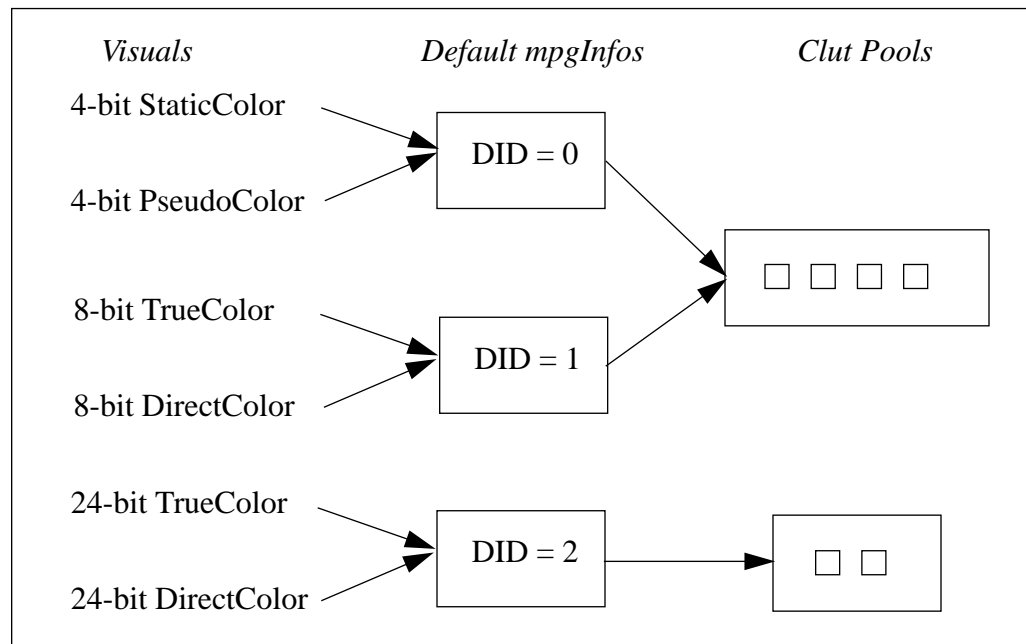 Visuals
Default mpgInfos
Clut Pools
4-bit StaticColor
DID = 0
4-bit PseudoColor
8-bit TrueColor
DID = 1
8-bit DirectColor
24-bit TrueColor
DID = 2
24-bit DirectColor